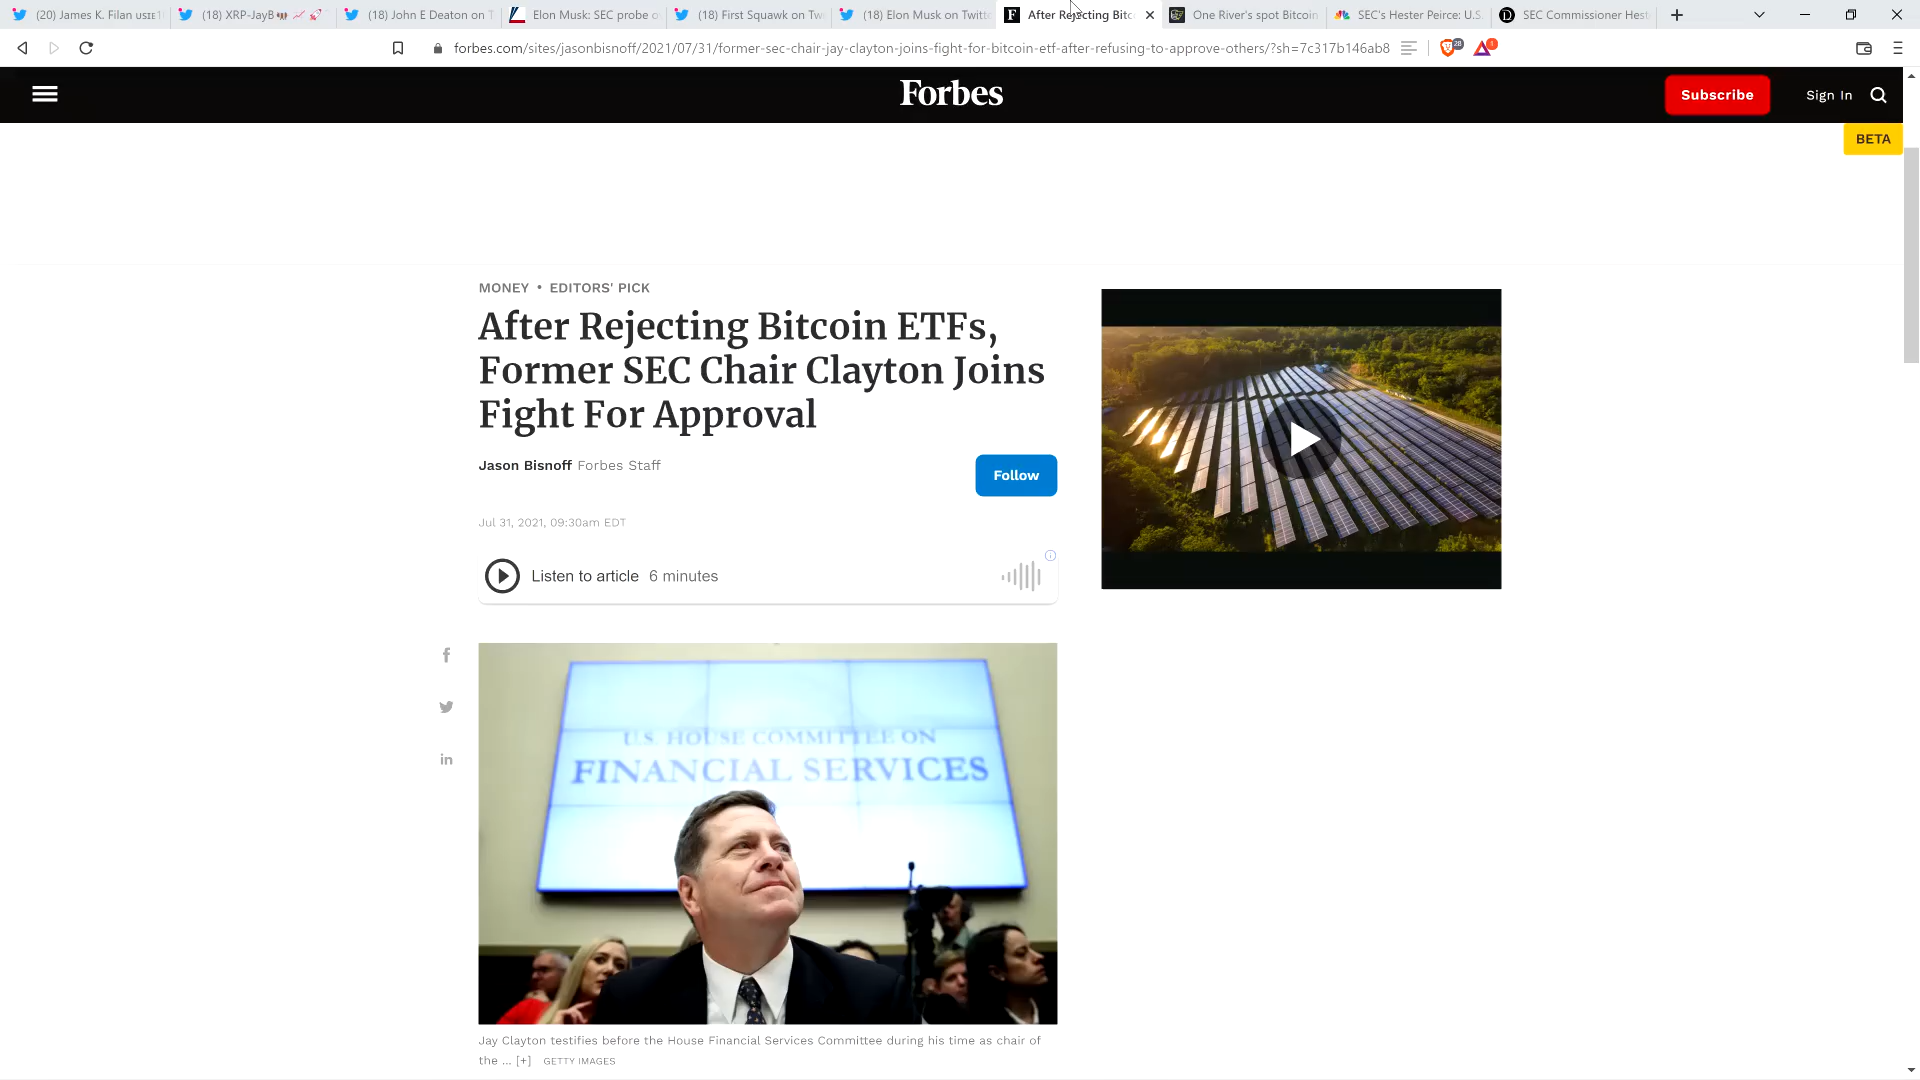 (20) James K. Filan
(18) XRP-JayB
(18) John E Deaton on T
Elon Musk: SEC probe o
(18) First Squawk on Tw
(18) Elon Musk on Twitt
After Rejecting Bitc
One River's spot Bitcoin
SEC's Hester Peirce: U.S.
SEC Commissioner Hest
forbes.com/sites/jasonbisnoff/2021/07/31/former-sec-chair-jay-clayton-joins-fight-for-bitcoin-etf-after-refusing-to-approve-others/?sh=7c317b146ab8
28
Forbes
Subscribe
Sign In
BETA
MONEY • EDITORS' PICK
After Rejecting Bitcoin ETFs,
Former SEC Chair Clayton Joins
Fight For Approval
Jason Bisnoff Forbes Staff
Follow
Jul 31, 2021, 09:30am EDT
Listen to article 6 minutes
U.S. HOUSE COMMITTEE ON
FINANCIAL SERVICES
Jay Clayton testifies before the House Financial Services Committee during his time as chair of
the ... [+] GETTY IMAGES